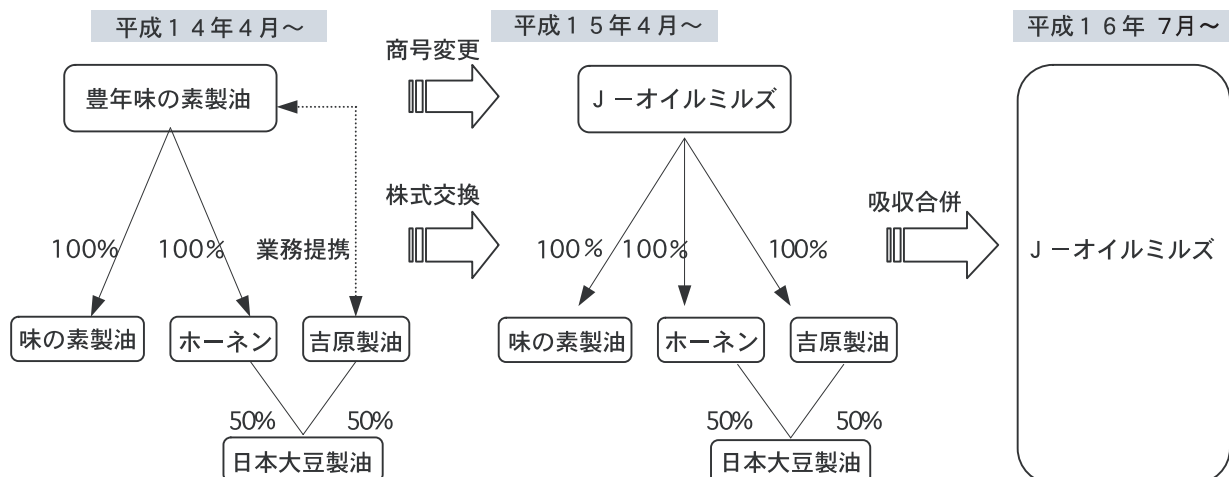 平成１４年４月～
豊年味の素製油
100%
100%
業務提携
味の素製油
ホーネン
吉原製油
50%
50%
日本大豆製油
商号変更
株式交換
平成１５年４月～
Ｊ－オイルミルズ
100%
100%
100%
味の素製油
ホーネン
吉原製油
50%
50%
日本大豆製油
吸収合併
平成１６年 ７月～
Ｊ－オイルミルズ